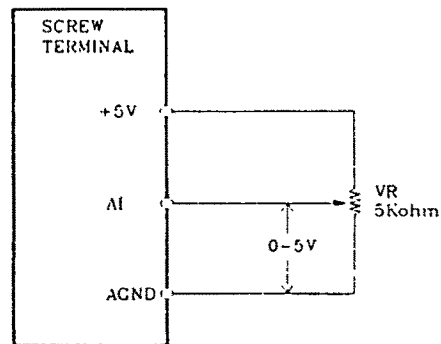 SCREW
TERMINAL
+5V
AI
VR
5Kohm
0-5V
AGND